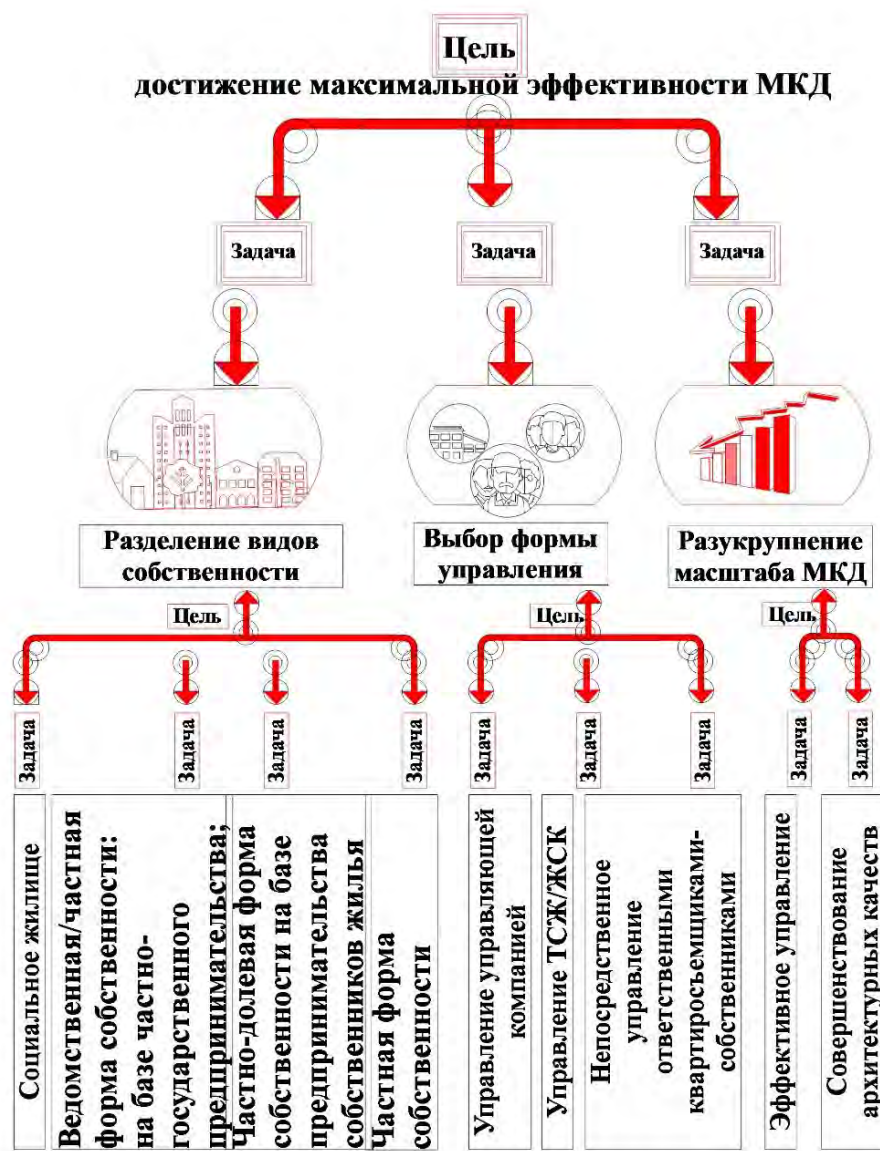 Цель
достижение максимальной эффективности МКД
Задача
Задача
Задача
Разделение видов
собственности
Выбор формы
управления
Разукрупнение
масштаба МКД
Цель
Цель
Цель
Задача
Задача
Задача
Задача
Задача
Задача
Задача
Задача
Задача
Социальное жилище
Ведомственная/частная
форма собственности:
на базе частно-
государственного
предпринимательства;
Частно-долевая форма
собственности на базе
предпринимательства
собственников жилья
Частная форма
собственности
Управление управляющей
компанией
Управление ТСЖ/ЖСК
Непосредственное
управление
ответственными
квартиросъемщиками-
собственниками
Эффективное управление
Совершенствование
архитектурных качеств